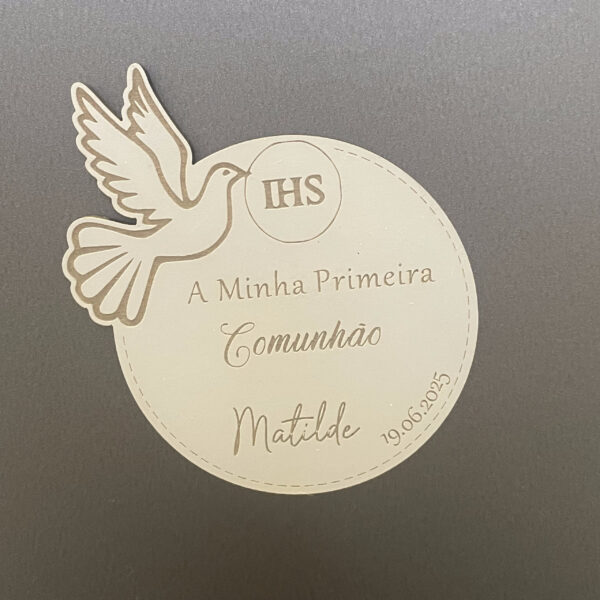 IHS
A Minha Primeira
Comunhão
Matilde
19.06.2025